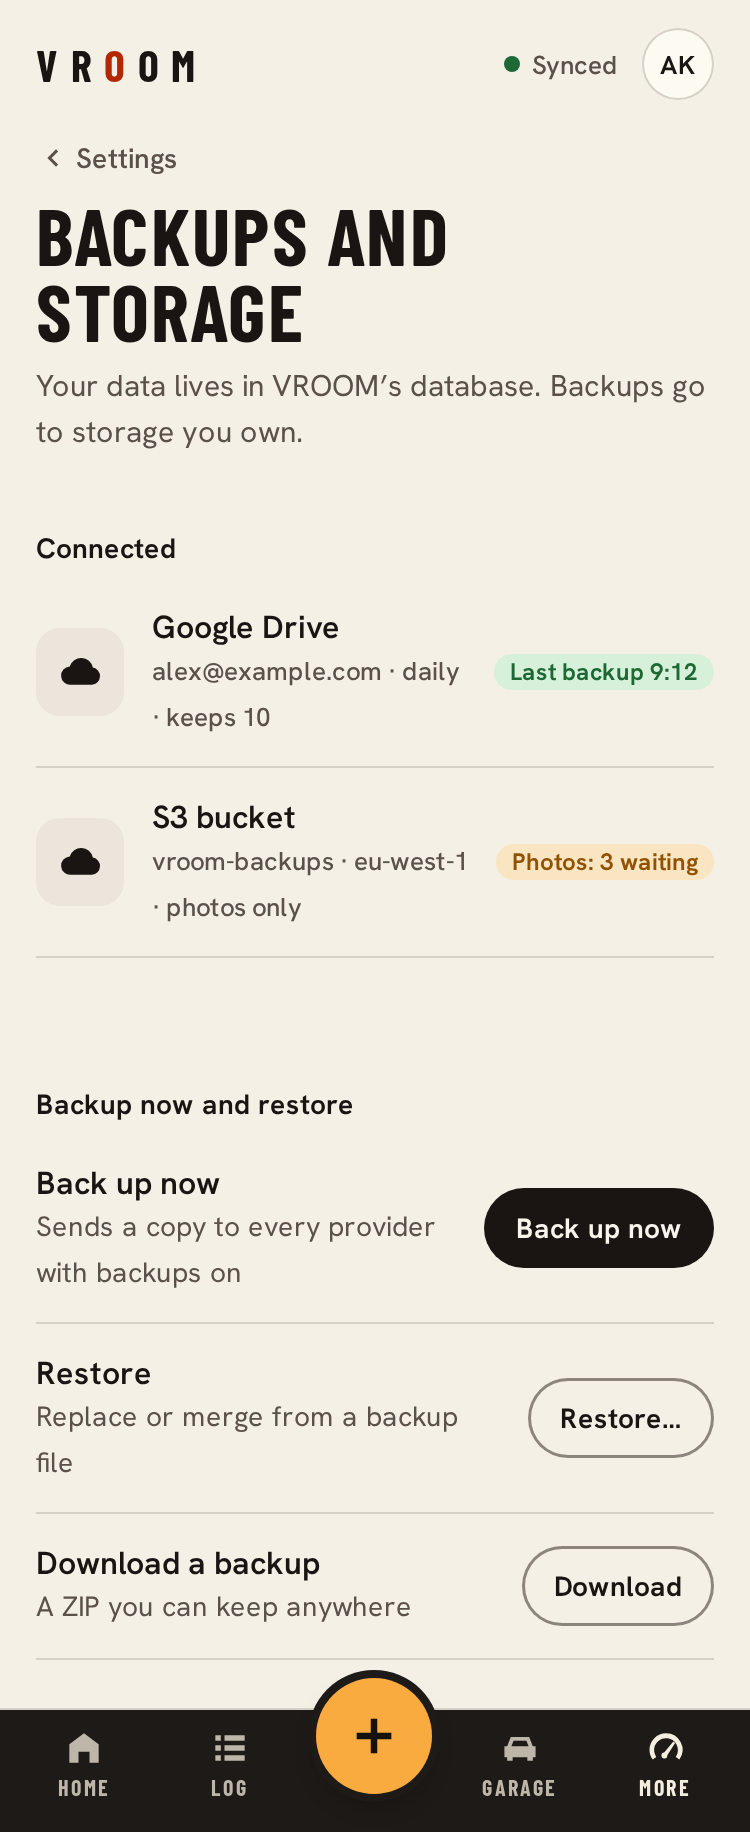 VROOM
Synced
AK
Settings
BACKUPS AND
STORAGE
Your data lives in VROOM’s database. Backups go
to storage you own.
Connected
Google Drive
alex@example.com · daily
· keeps 10
Last backup 9:12
S3 bucket
vroom-backups · eu-west-1
· photos only
Photos: 3 waiting
Backup now and restore
Back up now
Sends a copy to every provider
with backups on
Back up now
Restore
Replace or merge from a backup
file
Restore…
Download a backup
A ZIP you can keep anywhere
Download
HOME
LOG
GARAGE
MORE